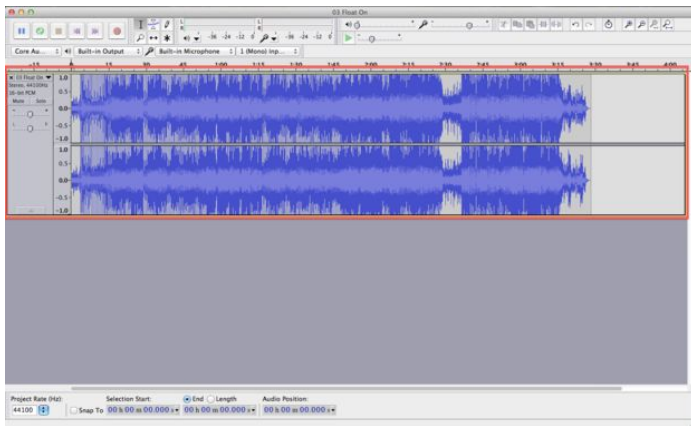 03 Float On
Core Au...
Built-in Output
Built-in Microphone
1 (Mono) Inp...
-15 15 30 45 1:00 1:15 1:30 1:45 2:00 2:15 2:30 2:45 3:00 3:15 3:30 3:45 4:00
03 Float On
Stereo, 44100Hz
16-bit PCM
Mute Solo
1.0
0.5
0.0
-0.5
-1.0
1.0
0.5
0.0
-0.5
-1.0
Project Rate (Hz):
Selection Start:
End
Length
Audio Position:
44100
Snap To
00 h 00 m 00.000 s
00 h 00 m 00.000 s
00 h 00 m 00.000 s